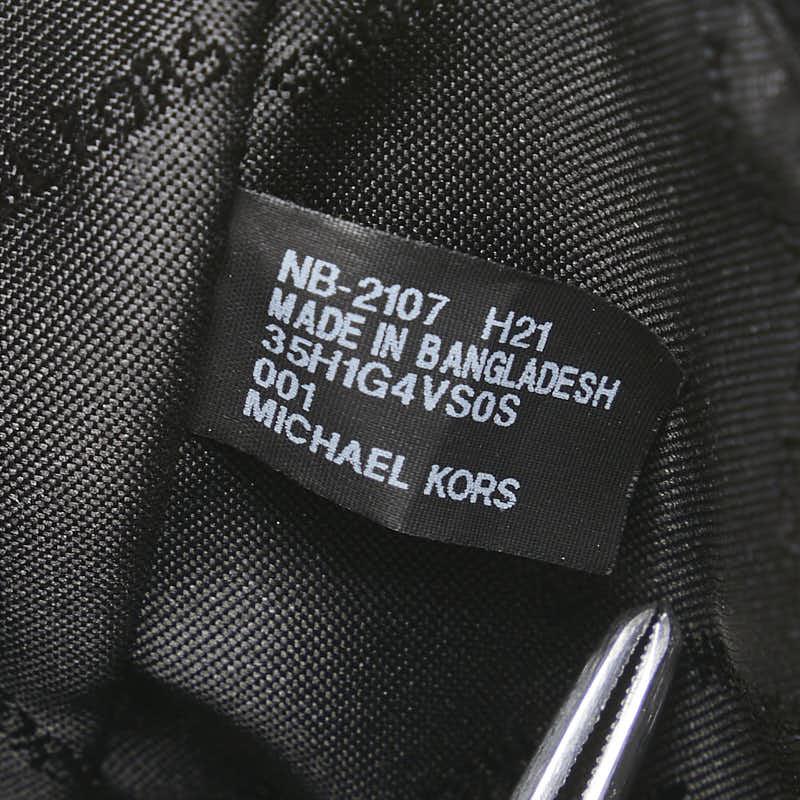 NB-2107 H21
MADE IN BANGLADESH
35H1G4VS0S
001
MICHAEL KORS